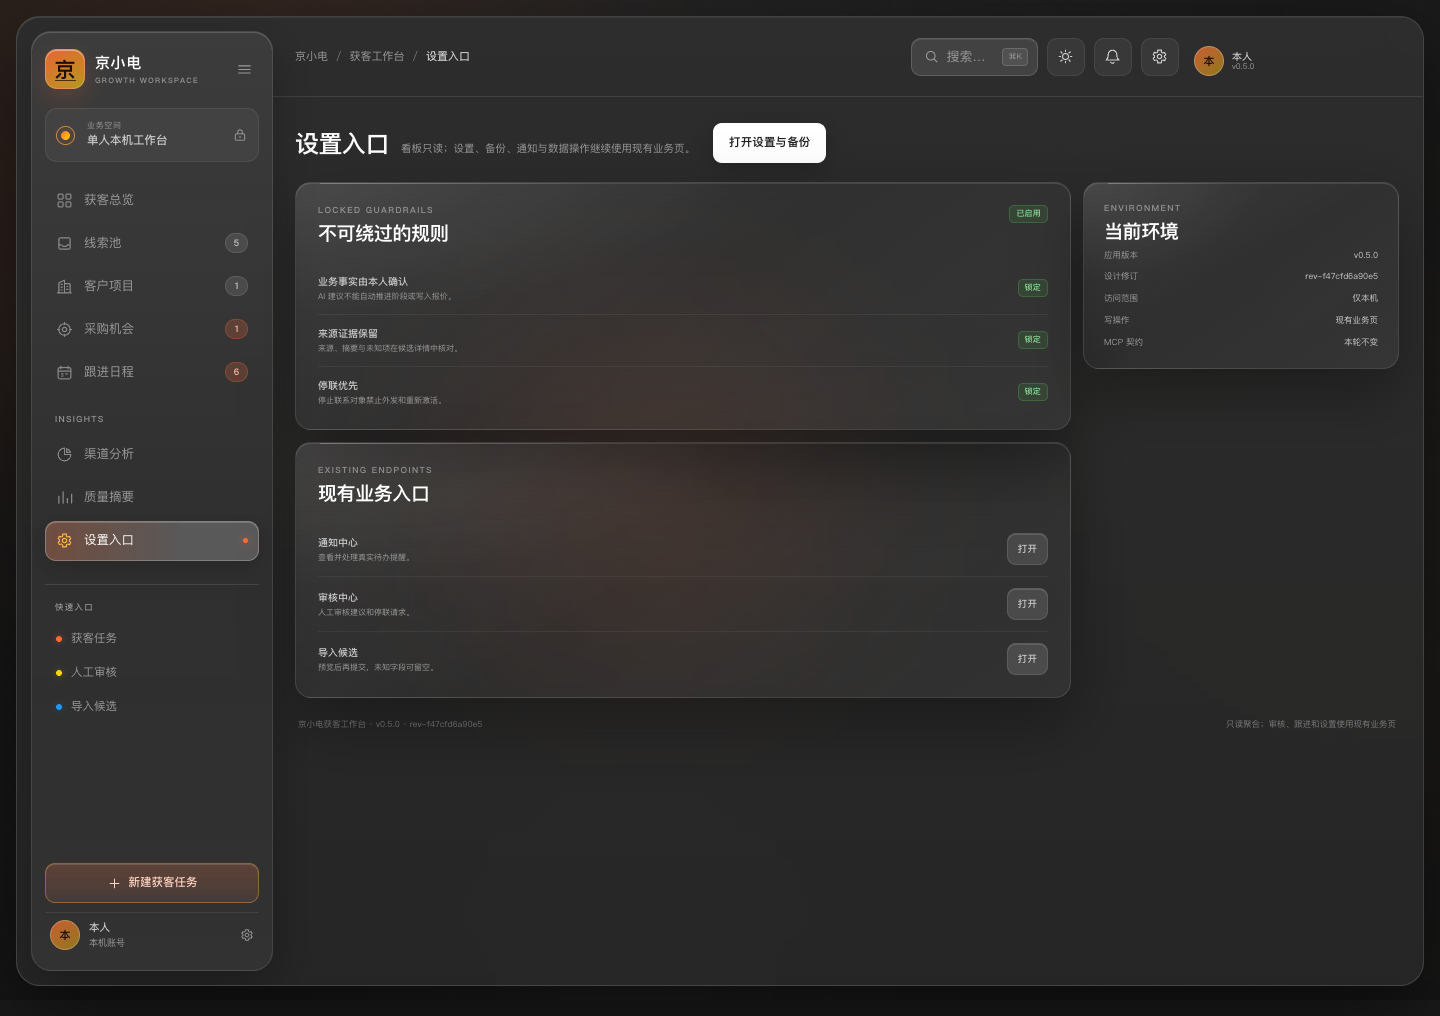 京
京小电
GROWTH WORKSPACE
业务空间
单人本机工作台
获客总览
线索池 5
客户项目 1
采购机会 1
跟进日程 6
INSIGHTS
渠道分析
质量摘要
设置入口
快速入口
获客任务
人工审核
导入候选
新建获客任务
本
本人
本机账号
京小电 / 获客工作台 / 设置入口
搜索... ⌘K
本
本人
v0.5.0
设置入口
看板只读；设置、备份、通知与数据操作继续使用现有业务页。
打开设置与备份
LOCKED GUARDRAILS
已启用
不可绕过的规则
业务事实由本人确认
AI 建议不能自动推进阶段或写入报价。
锁定
来源证据保留
来源、摘要与未知项在候选详情中核对。
锁定
停联优先
停止联系对象禁止外发和重新激活。
锁定
EXISTING ENDPOINTS
现有业务入口
通知中心
查看并处理真实待办提醒。
打开
审核中心
人工审核建议和停联请求。
打开
导入候选
预览后再提交，未知字段可留空。
打开
ENVIRONMENT
当前环境
应用版本 v0.5.0
设计修订 rev-f47cfd6a90e5
访问范围 仅本机
写操作 现有业务页
MCP 契约 本轮不变
京小电获客工作台 · v0.5.0 · rev-f47cfd6a90e5
只读聚合；审核、跟进和设置使用现有业务页